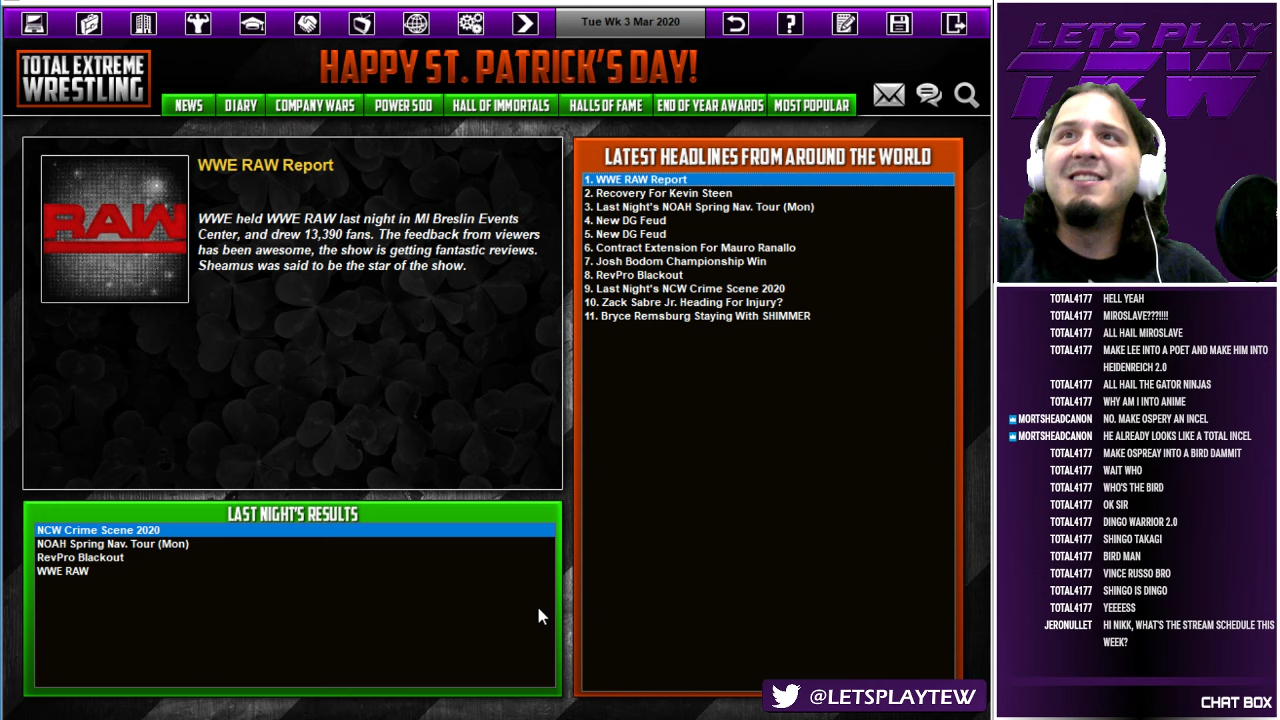 Tue Wk 3 Mar 2020
LETS PLAY
TEW
TOTAL EXTREME
WRESTLING
HAPPY ST. PATRICK'S DAY!
NEWS
DIARY
COMPANY WARS
POWER 500
HALL OF IMMORTALS
HALLS OF FAME
END OF YEAR AWARDS
MOST POPULAR
RAW
WWE RAW Report
WWE held WWE RAW last night in MI Breslin Events
Center, and drew 13,390 fans. The feedback from viewers
has been awesome, the show is getting fantastic reviews.
Sheamus was said to be the star of the show.
LATEST HEADLINES FROM AROUND THE WORLD
1. WWE RAW Report
2. Recovery For Kevin Steen
3. Last Night's NOAH Spring Nav. Tour (Mon)
4. New DG Feud
5. New DG Feud
6. Contract Extension For Mauro Ranallo
7. Josh Bodom Championship Win
8. RevPro Blackout
9. Last Night's NCW Crime Scene 2020
10. Zack Sabre Jr. Heading For Injury?
11. Bryce Remsburg Staying With SHIMMER
LAST NIGHT'S RESULTS
NCW Crime Scene 2020
NOAH Spring Nav. Tour (Mon)
RevPro Blackout
WWE RAW
TOTAL4177 HELL YEAH
TOTAL4177 MIROSLAVE???!!!!
TOTAL4177 ALL HAIL MIROSLAVE
TOTAL4177 MAKE LEE INTO A POET AND MAKE HIM INTO
HEIDENREICH 2.0
TOTAL4177 ALL HAIL THE GATOR NINJAS
TOTAL4177 WHY AM I INTO ANIME
MORTSHEADCANON NO. MAKE OSPERY AN INCEL
MORTSHEADCANON HE ALREADY LOOKS LIKE A TOTAL INCEL
TOTAL4177 MAKE OSPREAY INTO A BIRD DAMMIT
TOTAL4177 WAIT WHO
TOTAL4177 WHO'S THE BIRD
TOTAL4177 OK SIR
TOTAL4177 DINGO WARRIOR 2.0
TOTAL4177 SHINGO TAKAGI
TOTAL4177 BIRD MAN
TOTAL4177 VINCE RUSSO BRO
TOTAL4177 SHINGO IS DINGO
TOTAL4177 YEEEESS
JERONULLET HI NIKK, WHAT'S THE STREAM SCHEDULE THIS
WEEK?
@LETSPLAYTEW
CHAT BOX